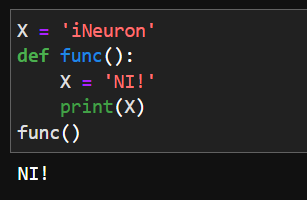 X = 'iNeuron'
def func():
    X = 'NI!'
    print(X)
func()
NI!